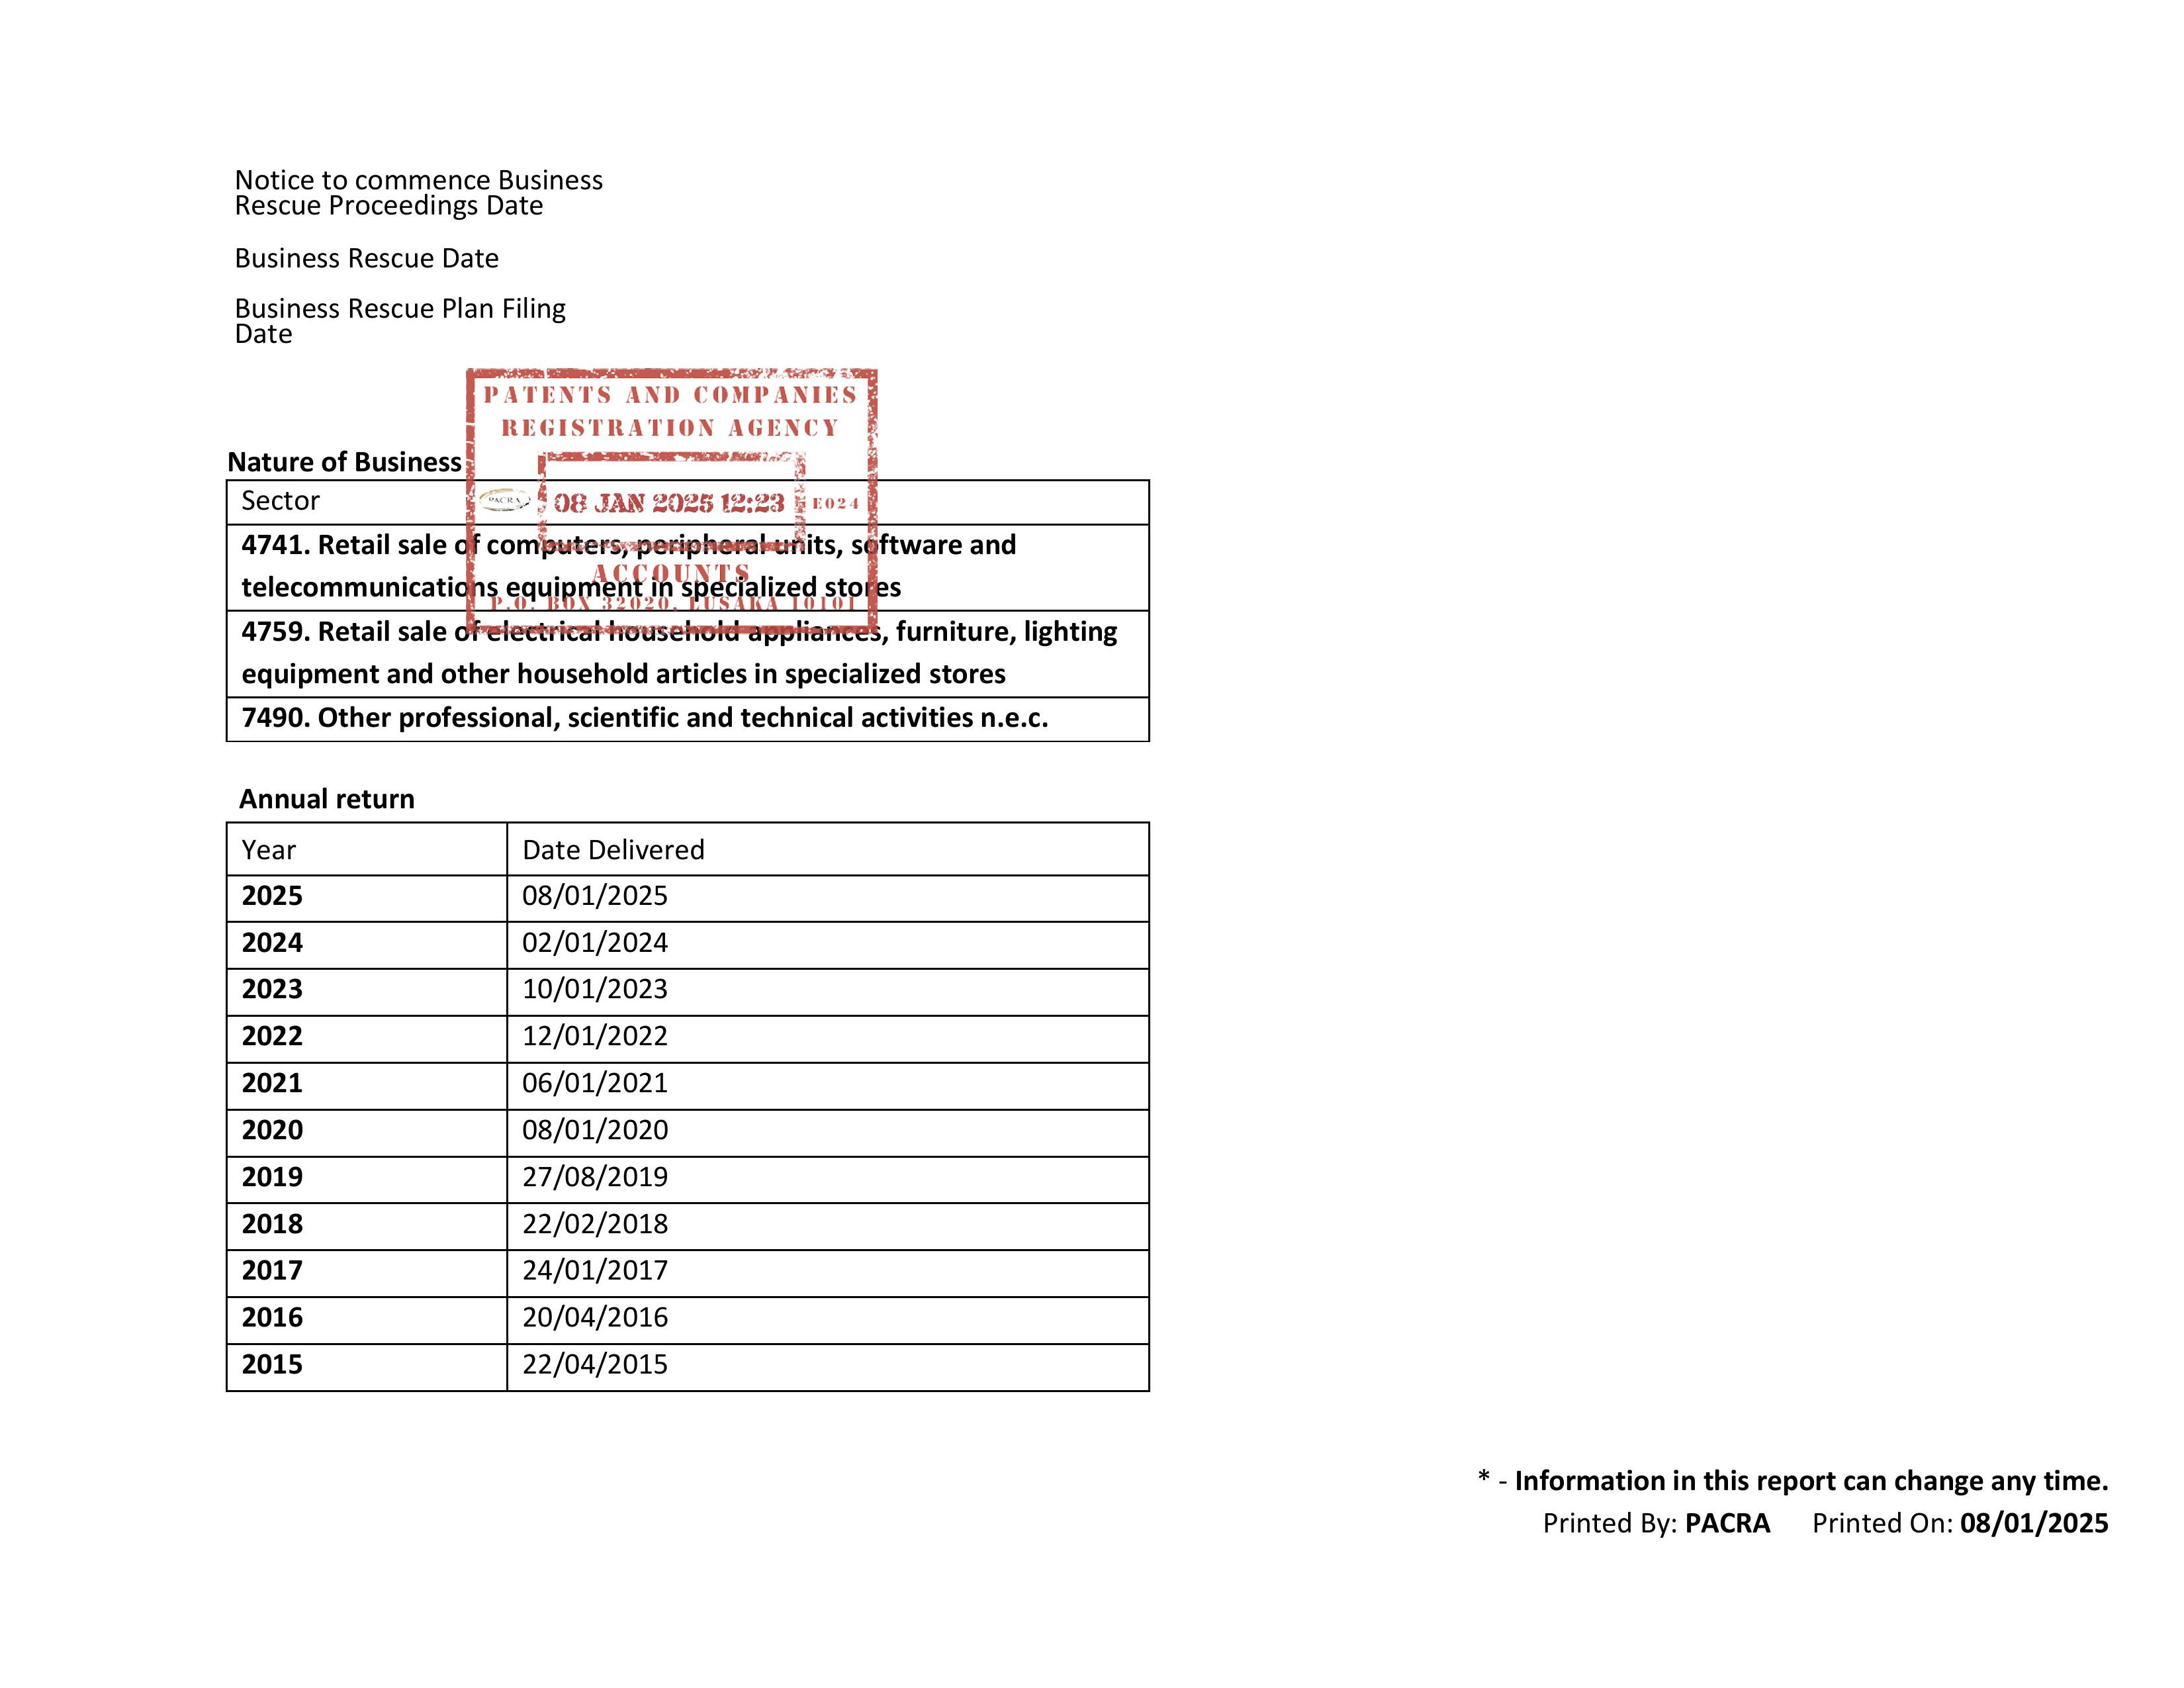 Notice to commence Business
Rescue Proceedings Date
Business Rescue Date
Business Rescue Plan Filing
Date
PATENTS AND COMPANIES
REGISTRATION AGENCY
Nature of Business
Sector
PACRA
08 JAN 2025 12:23
E024
4741. Retail sale of computers, peripheral units, software and
telecommunications equipment in specialized stores
ACCOUNTS
P.O. BOX 32020, LUSAKA 10101
4759. Retail sale of electrical household appliances, furniture, lighting
equipment and other household articles in specialized stores
7490. Other professional, scientific and technical activities n.e.c.
Annual return
Year Date Delivered
2025 08/01/2025
2024 02/01/2024
2023 10/01/2023
2022 12/01/2022
2021 06/01/2021
2020 08/01/2020
2019 27/08/2019
2018 22/02/2018
2017 24/01/2017
2016 20/04/2016
2015 22/04/2015
* - Information in this report can change any time.
Printed By: PACRA Printed On: 08/01/2025